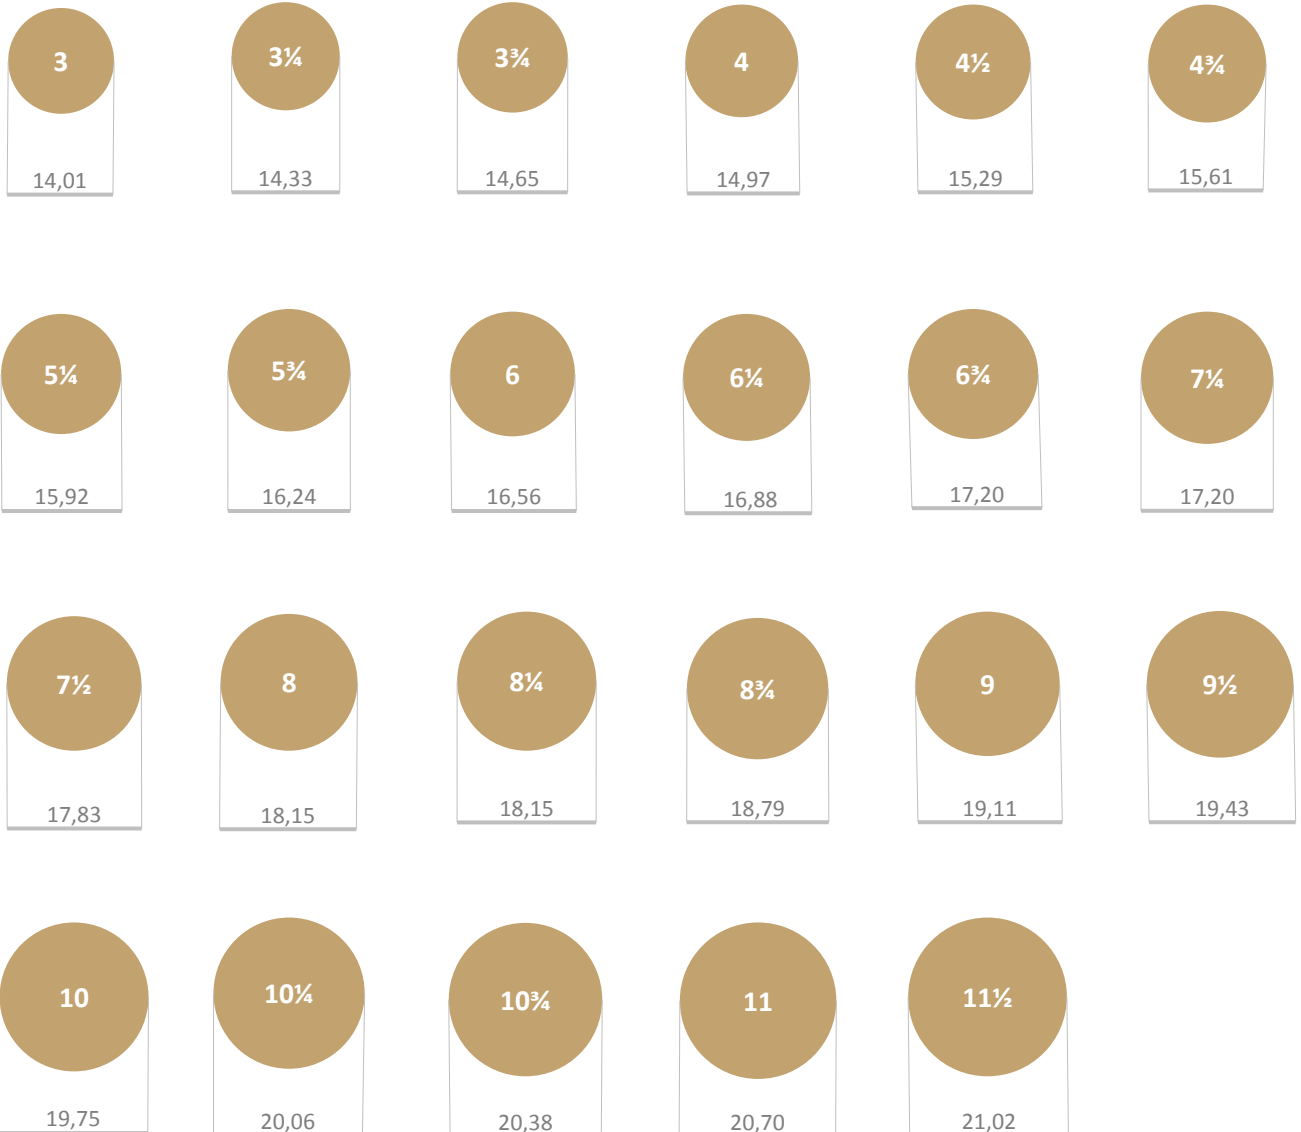 3 3¼ 3¾ 4 4½ 4¾
14,01 14,33 14,65 14,97 15,29 15,61
5¼ 5¾ 6 6¼ 6¾ 7¼
15,92 16,24 16,56 16,88 17,20 17,20
7½ 8 8¼ 8¾ 9 9½
17,83 18,15 18,15 18,79 19,11 19,43
10 10¼ 10¾ 11 11½
19,75 20,06 20,38 20,70 21,02